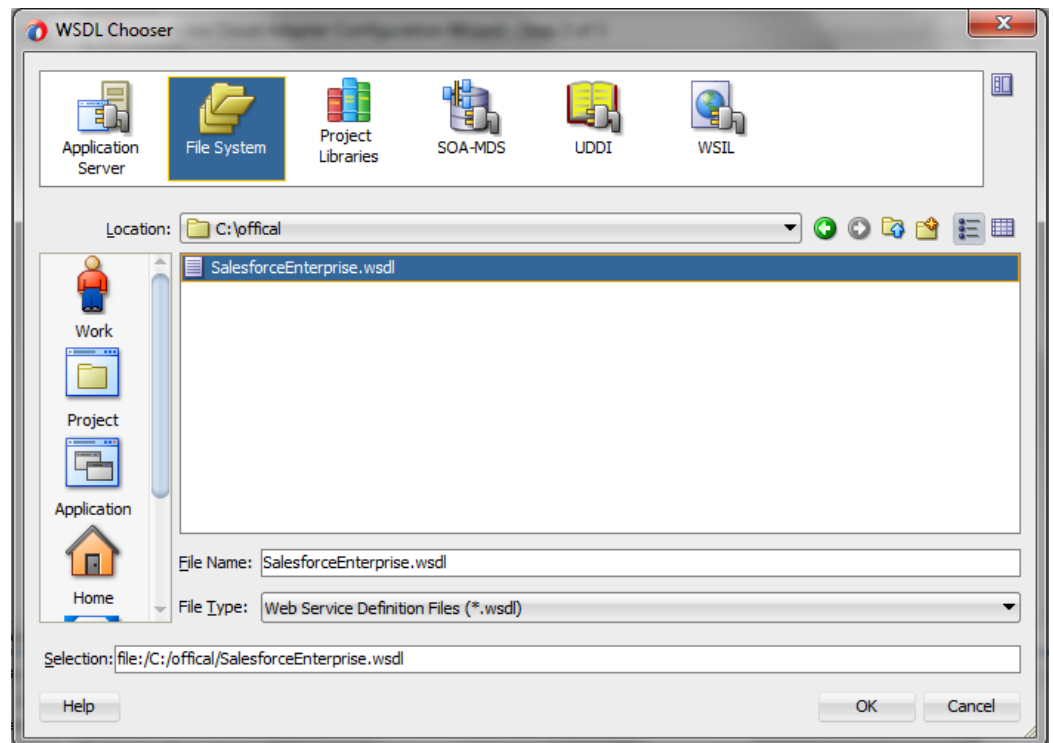 WSDL Chooser
Application
Server
File System
Project
Libraries
SOA-MDS
UDDI
WSIL
Location:
C:\offical
Work
Project
Application
Home
SalesforceEnterprise.wsdl
File Name:
SalesforceEnterprise.wsdl
File Type:
Web Service Definition Files (*.wsdl)
Selection:
file:/C:/offical/SalesforceEnterprise.wsdl
Help
OK
Cancel